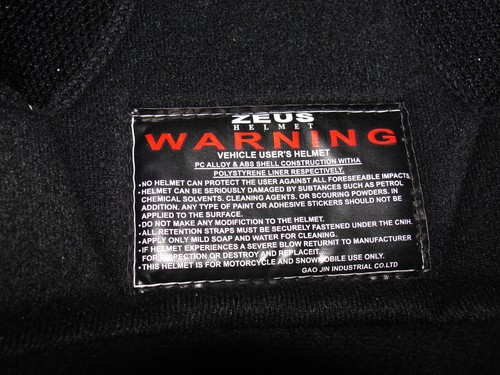 ZEUS
HELMET
WARNING
VEHICLE USER'S HELMET
PC ALLOY & ABS SHELL CONSTRUCTION WITHA
POLYSTYRENE LINER RESPECTIVELY.
•NO HELMET CAN PROTECT THE USER AGAINST ALL FORESEEABLE IMPACTS
•HELMET CAN BE SERIOUSLY DAMAGED BY SUBTANCES SUCH AS PETROL
CHEMICAL SOLVENTS, CLEANING AGENTS, OR SCOURING POWDERS. IN
ADDITION, ANY TYPE OF PAINT OR ADHESIVE STICKERS SHOULD NOT BE
APPLIED TO THE SURFACE.
•DO NOT MAKE ANY MODIFICTION TO THE HELMET.
•ALL RETENTION STRAPS MUST BE SECURELY FASTENED UNDER THE CNIH.
•APPLY ONLY MILD SOAP AND WATER FOR CLEANING.
•IF HELMET EXPERIENCES A SEVERE BLOW RETURNIT TO MANUFACTURER
FOR INSPECTION OR DESTROY AND REPLACEIT.
•THIS HELMET IS FOR MOTORCYCLE AND SNOWMOBILE USE ONLY.
GAO JIN INDUSTRIAL CO.LTD